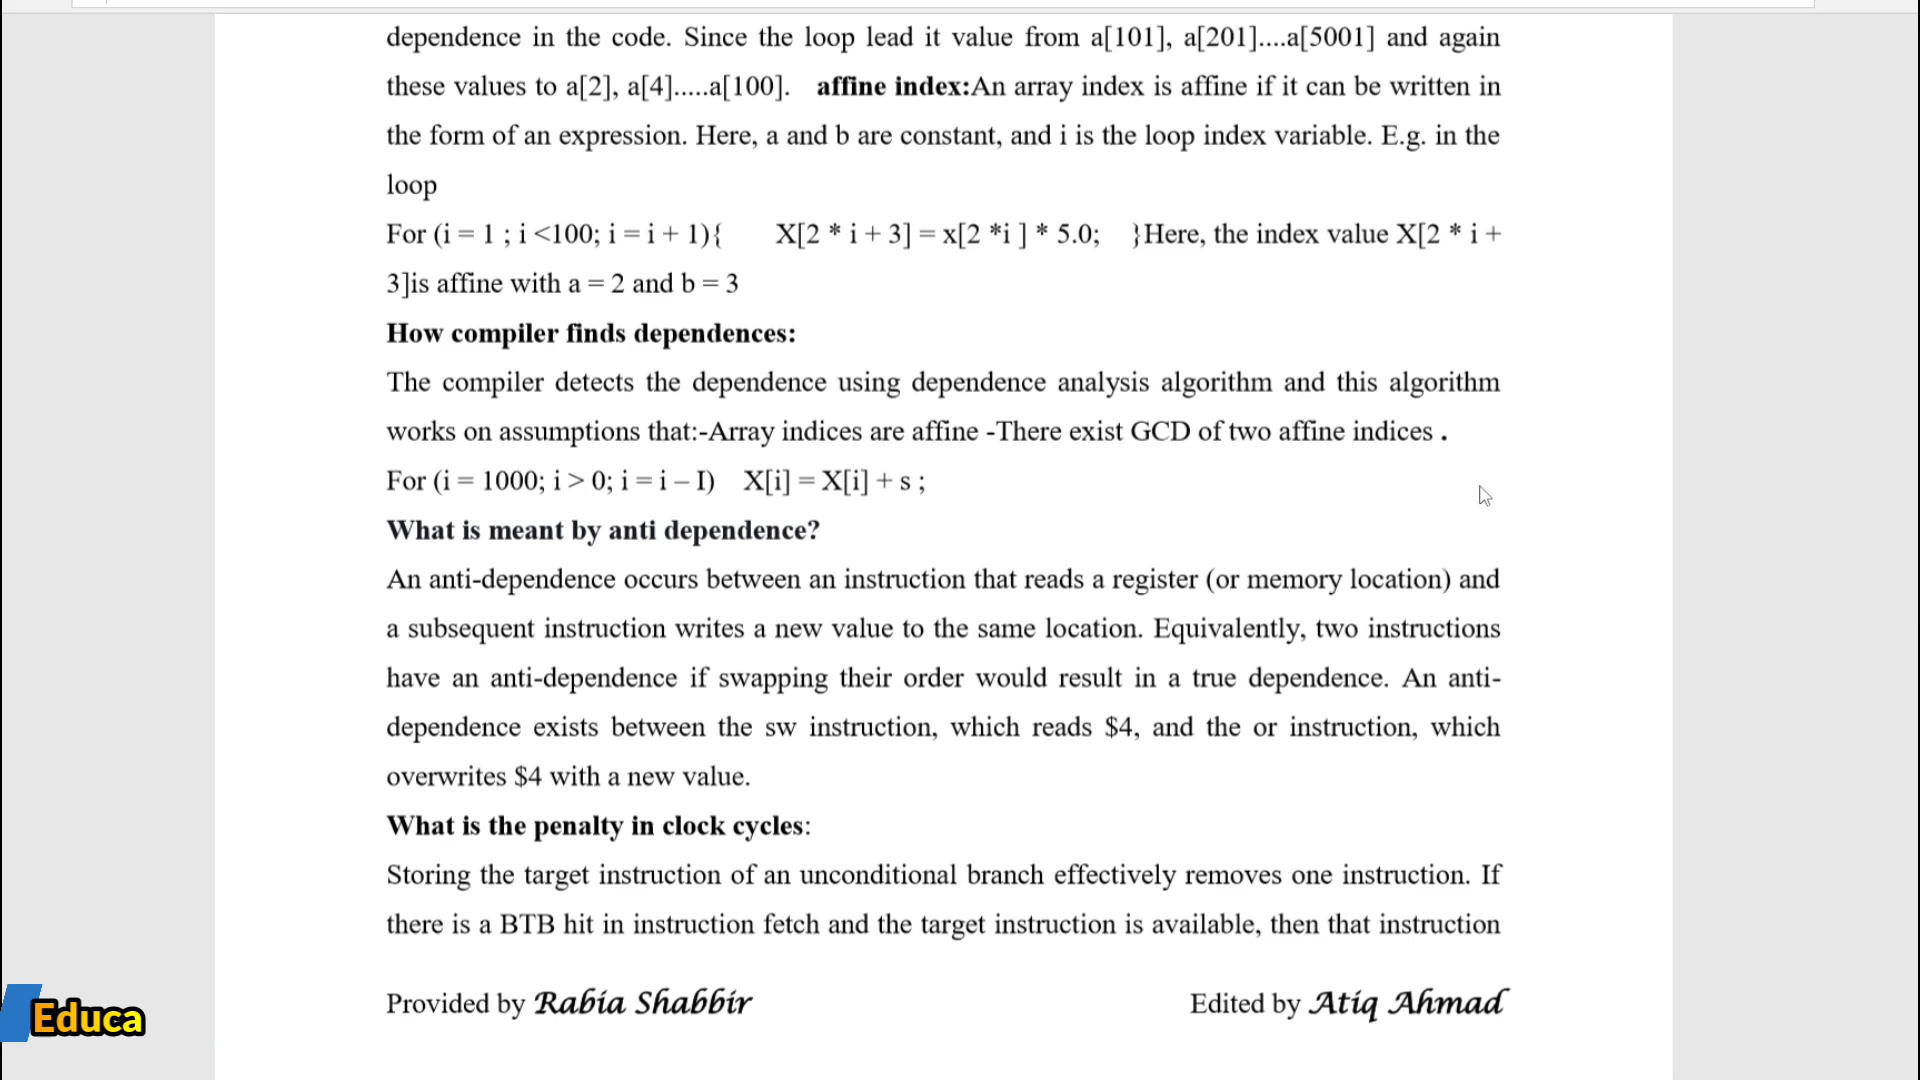 dependence in the code. Since the loop lead it value from a[101], a[201]....a[5001] and again
these values to a[2], a[4].....a[100]. affine index:An array index is affine if it can be written in
the form of an expression. Here, a and b are constant, and i is the loop index variable. E.g. in the
loop
For (i = 1 ; i <100; i = i + 1){ X[2 * i + 3] = x[2 *i ] * 5.0; }Here, the index value X[2 * i +
3]is affine with a = 2 and b = 3
How compiler finds dependences:
The compiler detects the dependence using dependence analysis algorithm and this algorithm
works on assumptions that:-Array indices are affine -There exist GCD of two affine indices .
For (i = 1000; i > 0; i = i – I) X[i] = X[i] + s ;
What is meant by anti dependence?
An anti-dependence occurs between an instruction that reads a register (or memory location) and
a subsequent instruction writes a new value to the same location. Equivalently, two instructions
have an anti-dependence if swapping their order would result in a true dependence. An anti-
dependence exists between the sw instruction, which reads $4, and the or instruction, which
overwrites $4 with a new value.
What is the penalty in clock cycles:
Storing the target instruction of an unconditional branch effectively removes one instruction. If
there is a BTB hit in instruction fetch and the target instruction is available, then that instruction
Provided by Rabia Shabbir Edited by Atiq Ahmad
Educa